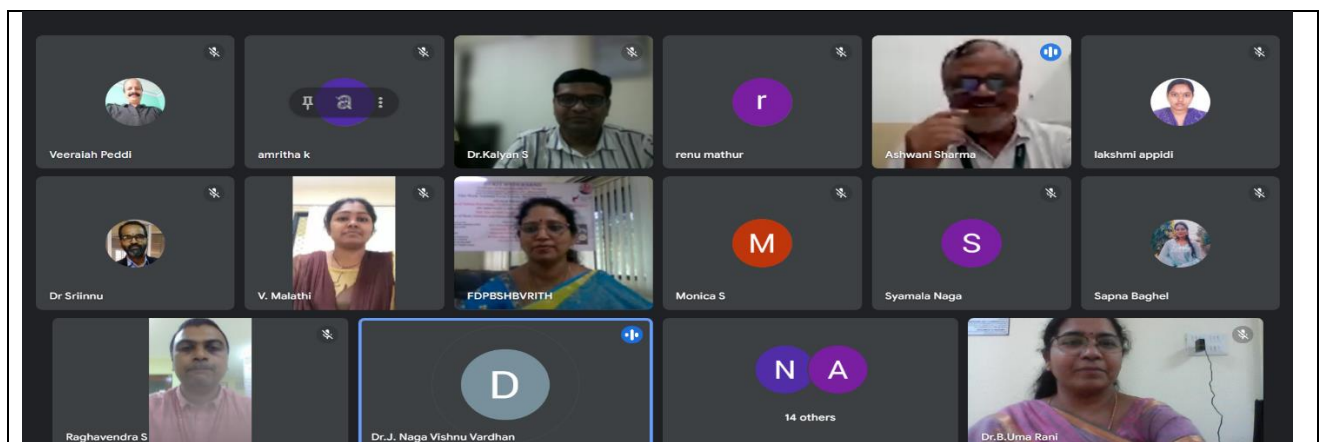 Veeraiah Peddi
amritha k
Dr.Kalyan S
r
renu mathur
Ashwani Sharma
lakshmi appidi
Dr Sriinnu
V. Malathi
FDPBSHBVRITH
M
Monica S
S
Syamala Naga
Sapna Baghel
Raghavendra S
D
Dr.J. Naga Vishnu Vardhan
N A
14 others
Dr.B.Uma Rani